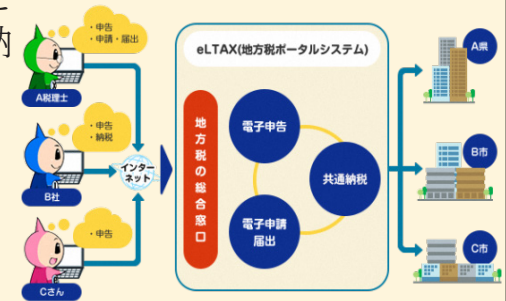 納
・申告
・申請・届出
A税理士
・申告
・納税
B社
・申告
Cさん
インター
ネット
eLTAX(地方税ポータルシステム)
地方税の総合窓口
電子申告
共通納税
電子申請
届出
A県
B市
C市